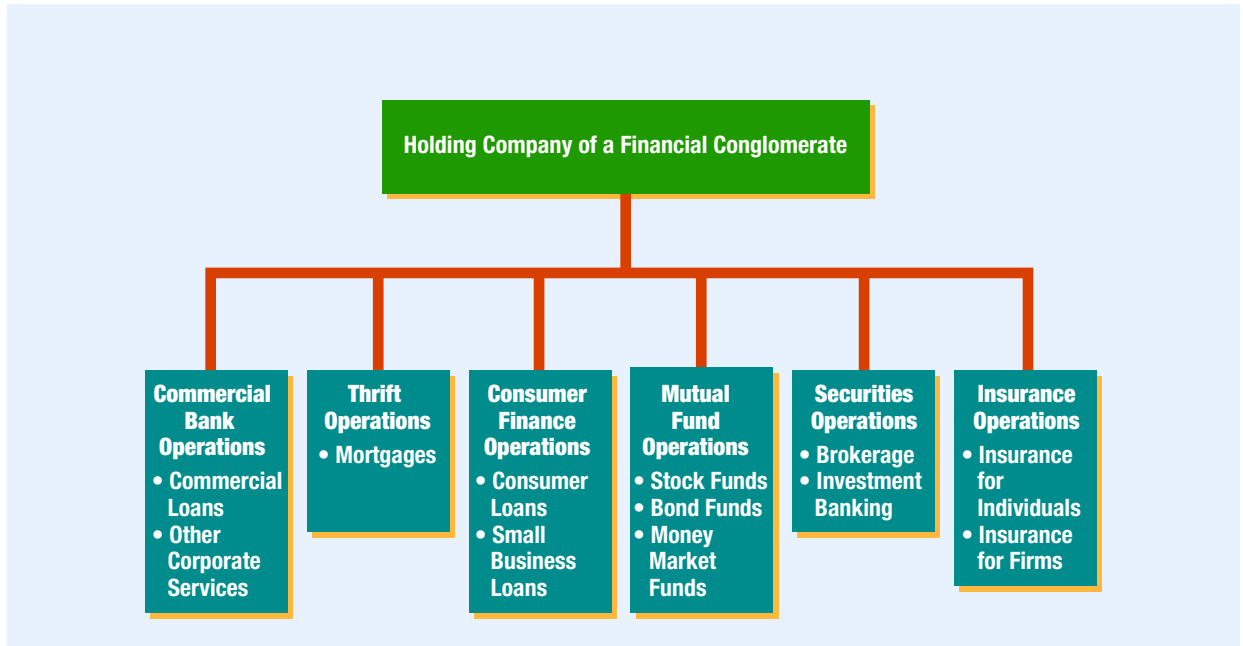 Holding Company of a Financial Conglomerate
Commercial
Bank
Operations
• Commercial
Loans
• Other
Corporate
Services
Thrift
Operations
• Mortgages
Consumer
Finance
Operations
• Consumer
Loans
• Small
Business
Loans
Mutual
Fund
Operations
• Stock Funds
• Bond Funds
• Money
Market
Funds
Securities
Operations
• Brokerage
• Investment
Banking
Insurance
Operations
• Insurance
for
Individuals
• Insurance
for Firms